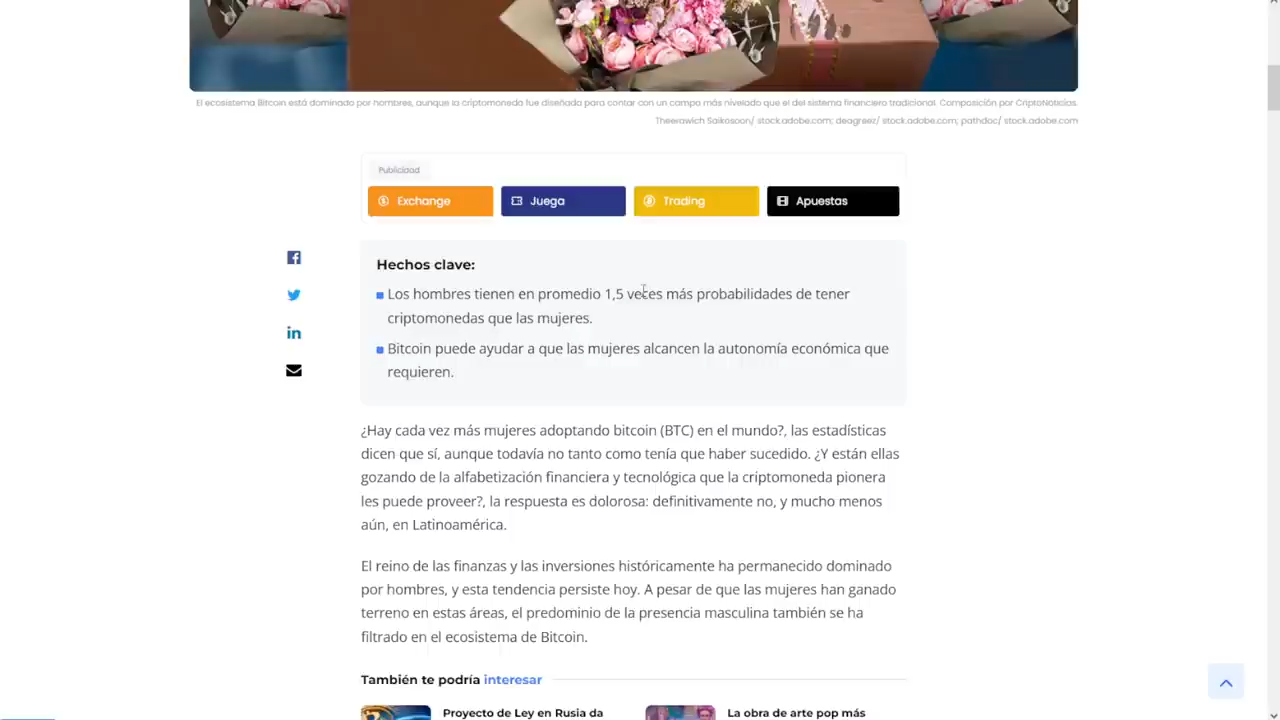 El ecosistema Bitcoin está dominado por hombres, aunque la criptomoneda fue diseñada para contar con un campo más nivelado que el del sistema financiero tradicional. Composición por CriptoNoticias.
Theerawich Saikosoon/ stock.adobe.com; deagreez/ stock.adobe.com; pathdoc/ stock.adobe.com
Publicidad
Exchange
Juega
Trading
Apuestas
Hechos clave:
Los hombres tienen en promedio 1,5 veces más probabilidades de tener
criptomonedas que las mujeres.
Bitcoin puede ayudar a que las mujeres alcancen la autonomía económica que
requieren.
¿Hay cada vez más mujeres adoptando bitcoin (BTC) en el mundo?, las estadísticas
dicen que sí, aunque todavía no tanto como tenía que haber sucedido. ¿Y están ellas
gozando de la alfabetización financiera y tecnológica que la criptomoneda pionera
les puede proveer?, la respuesta es dolorosa: definitivamente no, y mucho menos
aún, en Latinoamérica.
El reino de las finanzas y las inversiones históricamente ha permanecido dominado
por hombres, y esta tendencia persiste hoy. A pesar de que las mujeres han ganado
terreno en estas áreas, el predominio de la presencia masculina también se ha
filtrado en el ecosistema de Bitcoin.
También te podría interesar
Proyecto de Ley en Rusia da
La obra de arte pop más